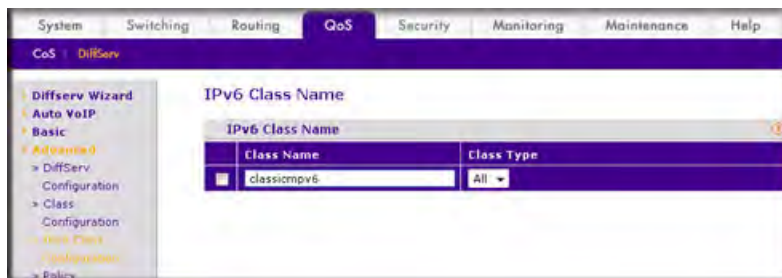 System Switching Routing QoS Security Monitoring Maintenance Help
CoS DiffServ
Diffserv Wizard
Auto VoIP
Basic
Advanced
» DiffServ
Configuration
» Class
Configuration
» Policy
IPv6 Class Name
IPv6 Class Name
Class Name Class Type
classicmpv6 All